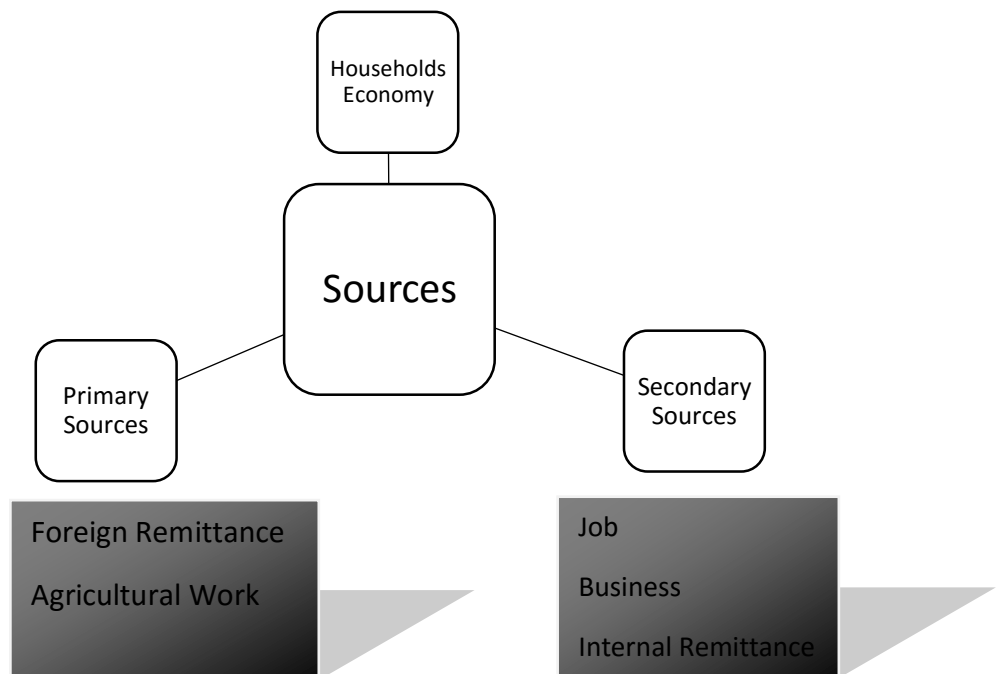 Households
Economy
Sources
Primary
Sources
Secondary
Sources
Foreign Remittance
Agricultural Work
Job
Business
Internal Remittance